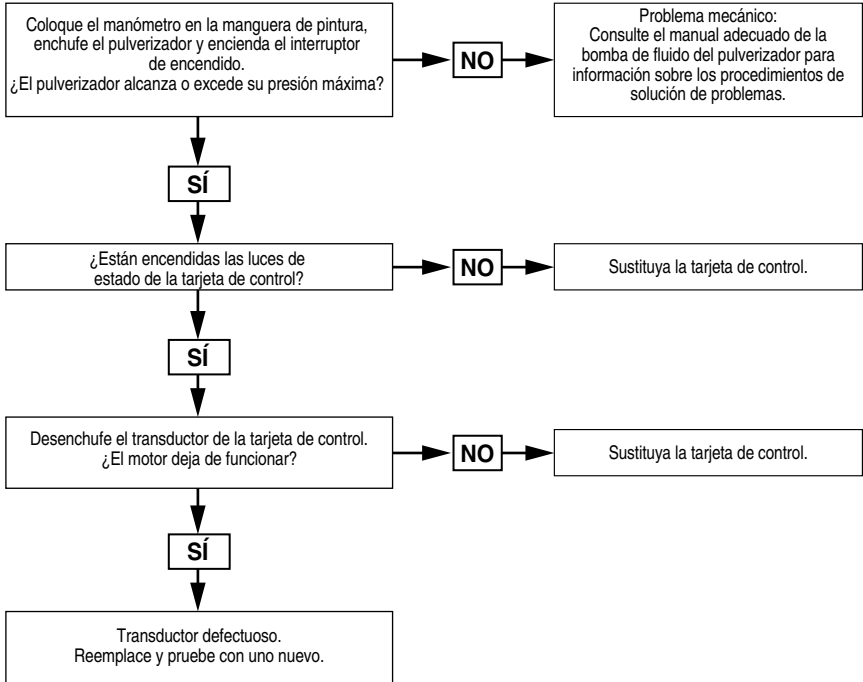 Coloque el manómetro en la manguera de pintura,
enchufe el pulverizador y encienda el interruptor
de encendido.
¿El pulverizador alcanza o excede su presión máxima?
NO
Problema mecánico:
Consulte el manual adecuado de la
bomba de fluido del pulverizador para
información sobre los procedimientos de
solución de problemas.
SÍ
¿Están encendidas las luces de
estado de la tarjeta de control?
NO
Sustituya la tarjeta de control.
SÍ
Desenchufe el transductor de la tarjeta de control.
¿El motor deja de funcionar?
NO
Sustituya la tarjeta de control.
SÍ
Transductor defectuoso.
Reemplace y pruebe con uno nuevo.